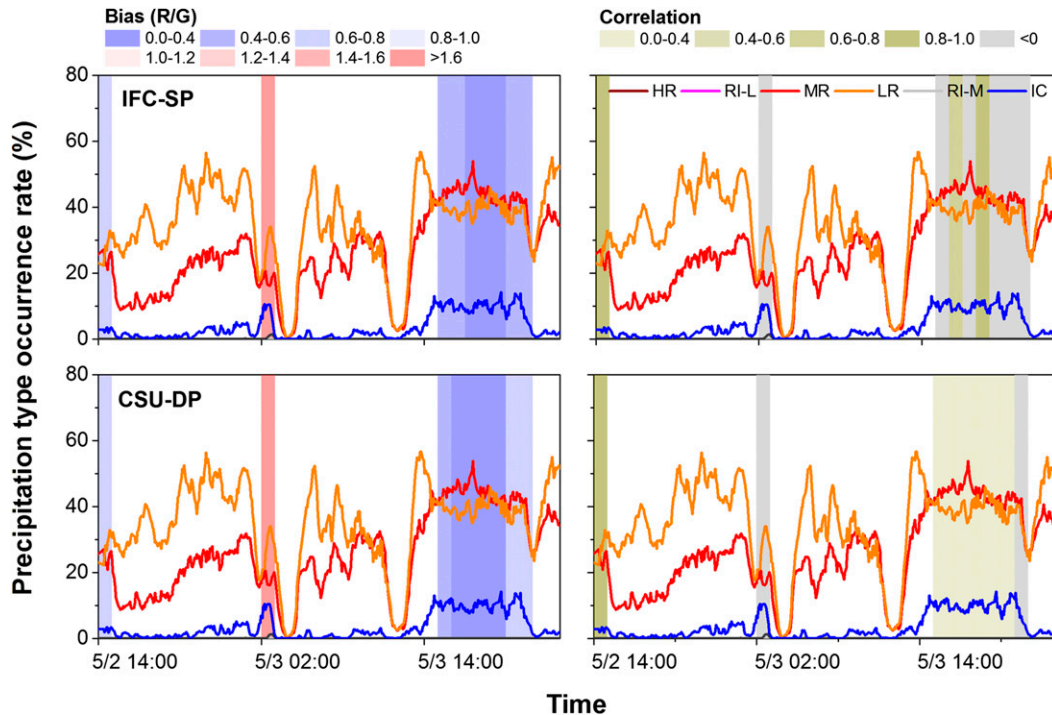 Bias (R/G)
0.0-0.4 0.4-0.6 0.6-0.8 0.8-1.0
1.0-1.2 1.2-1.4 1.4-1.6 >1.6
Correlation
0.0-0.4 0.4-0.6 0.6-0.8 0.8-1.0 <0
Precipitation type occurrence rate (%)
80
60
40
20
0
IFC-SP
HR RI-L MR LR RI-M IC
80
60
40
20
0
CSU-DP
5/2 14:00 5/3 02:00 5/3 14:00
5/2 14:00 5/3 02:00 5/3 14:00
Time